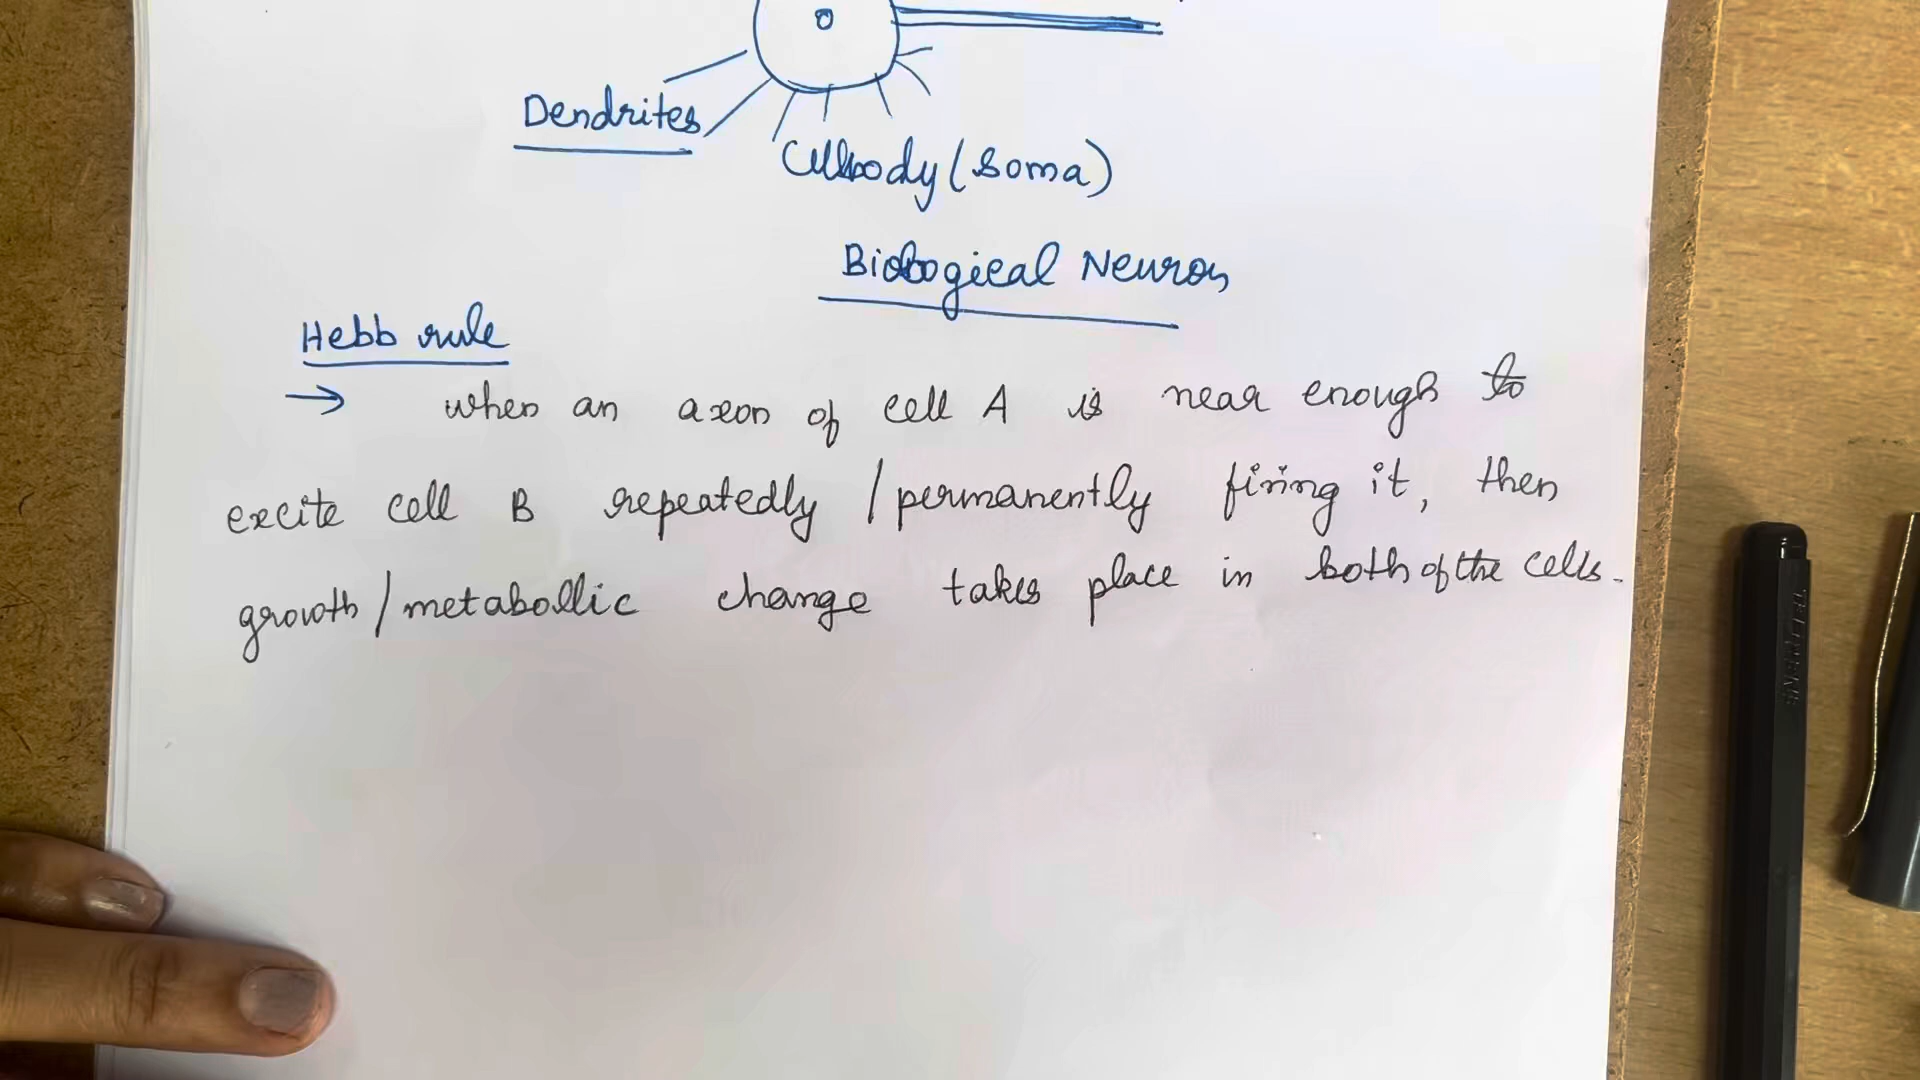 Dendrites
Cellbody (soma)
Biological Neuron
Hebb rule
→ when an axon of cell A is near enough to
excite cell B repeatedly / permanently firing it, then
growth / metabollic change takes place in both of the cells.